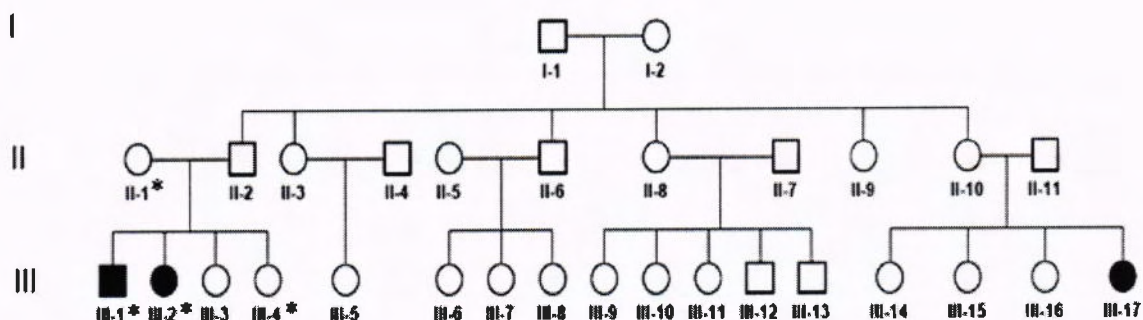 I
I-1 I-2
II
II-1* II-2 II-3 II-4 II-5 II-6 II-8 II-7 II-9 II-10 II-11
III
III-1* III-2* III-3 III-4* III-5 III-6 III-7 III-8 III-9 III-10 III-11 III-12 III-13 III-14 III-15 III-16 III-17